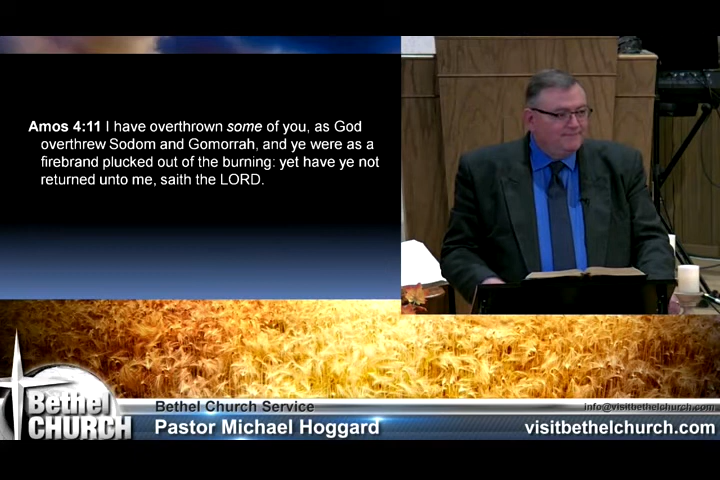 Amos 4:11 I have overthrown some of you, as God
overthrew Sodom and Gomorrah, and ye were as a
firebrand plucked out of the burning: yet have ye not
returned unto me, saith the LORD.
Bethel
CHURCH
Bethel Church Service
info@visitbethelchurch.com
Pastor Michael Hoggard
visitbethelchurch.com